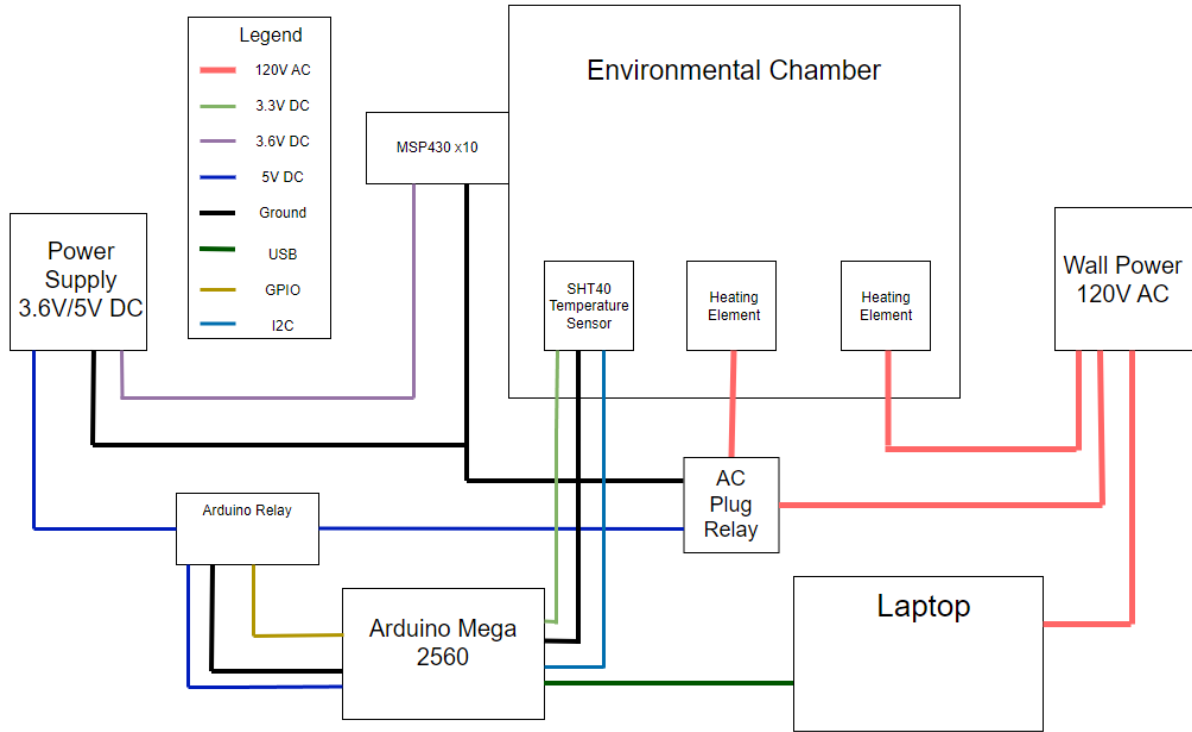 Legend
120V AC
3.3V DC
3.6V DC
5V DC
Ground
USB
GPIO
I2C
Environmental Chamber
MSP430 x10
Power
Supply
3.6V/5V DC
Wall Power
120V AC
SHT40
Temperature
Sensor
Heating
Element
Heating
Element
AC
Plug
Relay
Arduino Relay
Arduino Mega
2560
Laptop